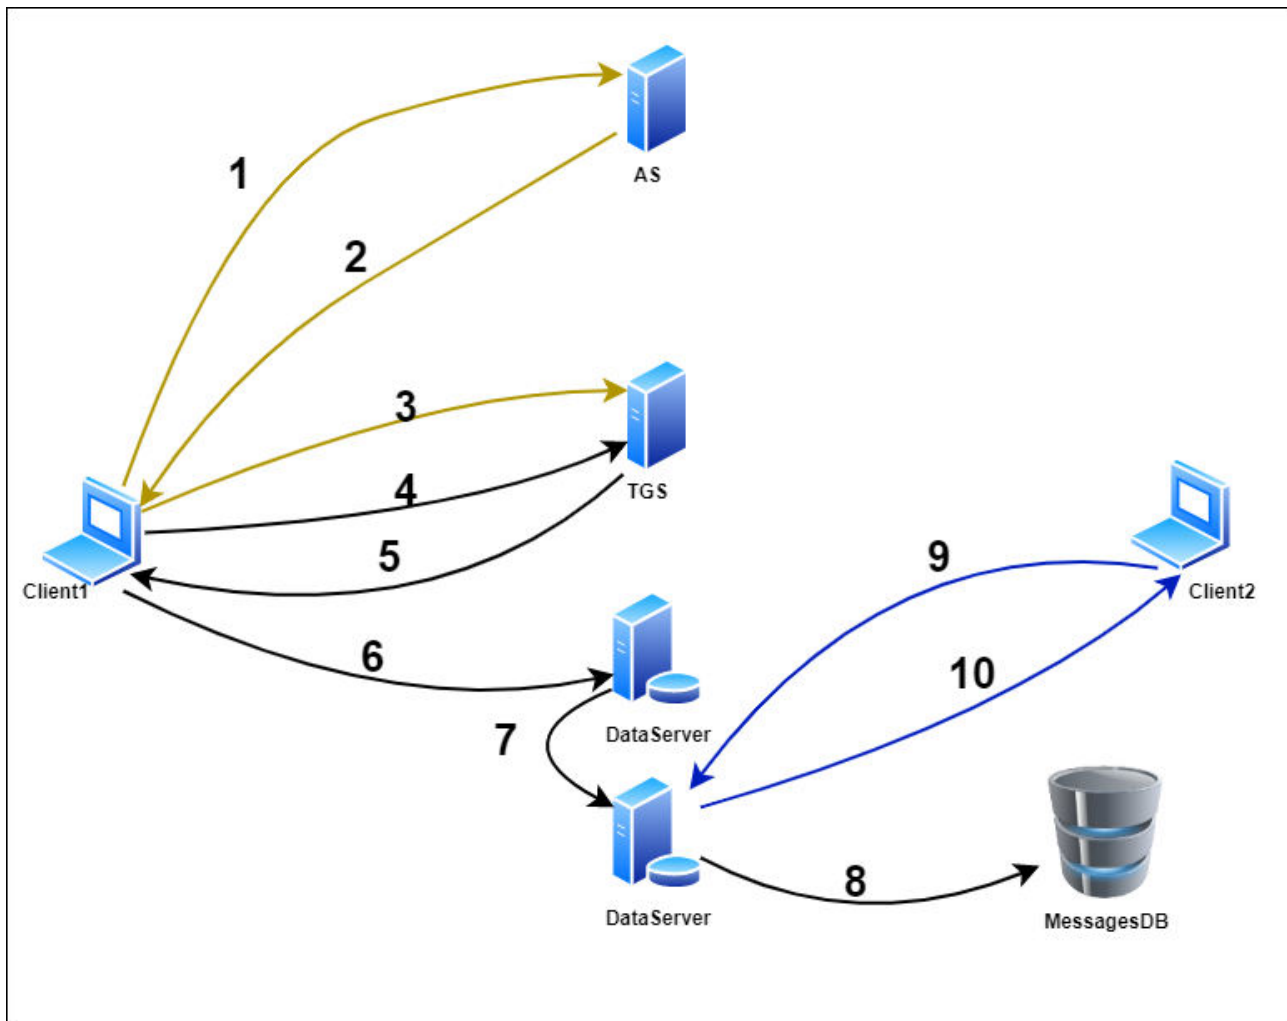 1
AS
2
3
TGS
4
5
Client1
9
Client2
6
10
DataServer
7
8
DataServer
MessagesDB